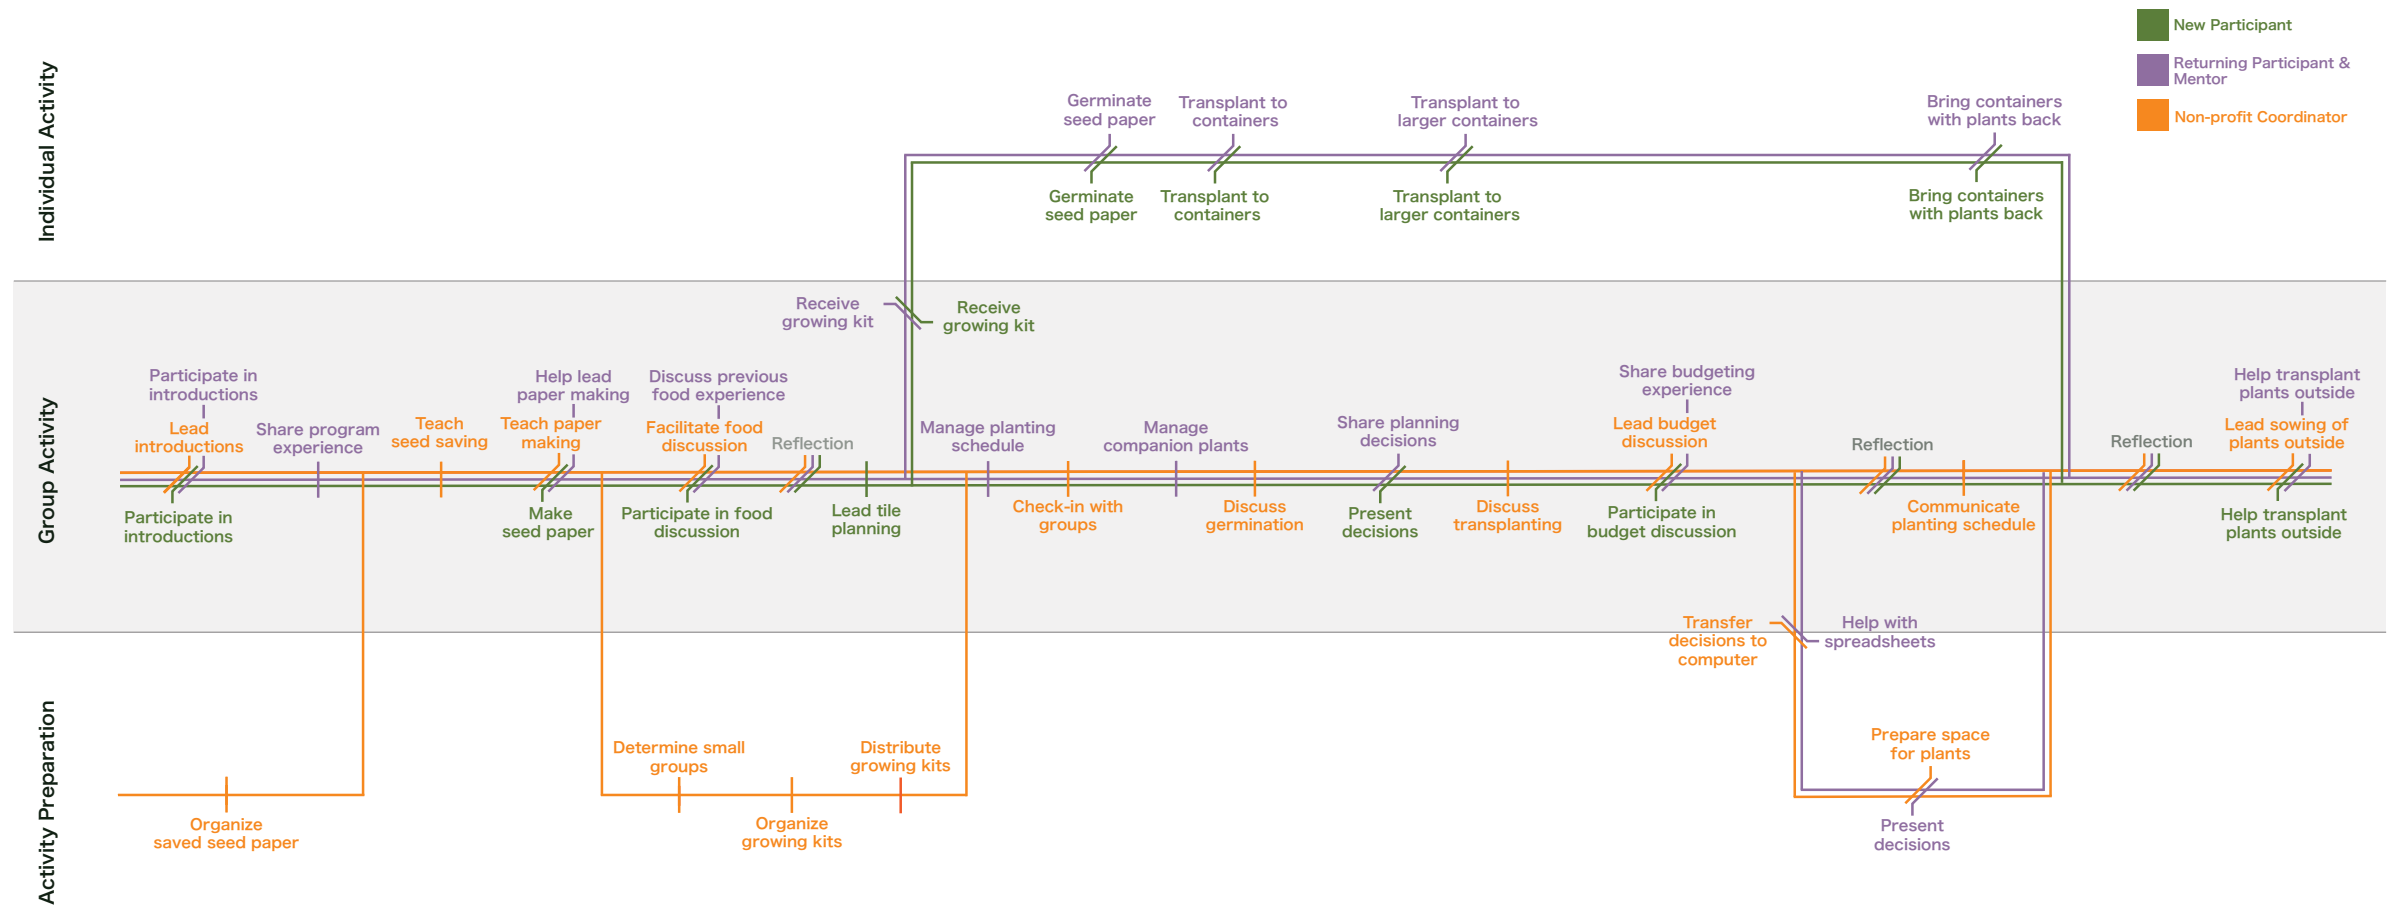 New Participant
Returning Participant &
Mentor
Non-profit Coordinator
Individual Activity
Germinate
seed paper
Transplant to
containers
Transplant to
larger containers
Bring containers
with plants back
Germinate
seed paper
Transplant to
containers
Transplant to
larger containers
Bring containers
with plants back
Group Activity
Receive
growing kit
Receive
growing kit
Participate in
introductions
Lead
introductions
Participate in
introductions
Share program
experience
Teach
seed saving
Help lead
paper making
Teach paper
making
Make
seed paper
Discuss previous
food experience
Facilitate food
discussion
Participate in food
discussion
Reflection
Lead tile
planning
Manage planting
schedule
Check-in with
groups
Manage
companion plants
Discuss
germination
Share planning
decisions
Present
decisions
Discuss
transplanting
Share budgeting
experience
Lead budget
discussion
Participate in
budget discussion
Reflection
Communicate
planting schedule
Reflection
Help transplant
plants outside
Lead sowing of
plants outside
Help transplant
plants outside
Transfer
decisions to
computer
Help with
spreadsheets
Activity Preparation
Organize
saved seed paper
Determine small
groups
Organize
growing kits
Distribute
growing kits
Prepare space
for plants
Present
decisions